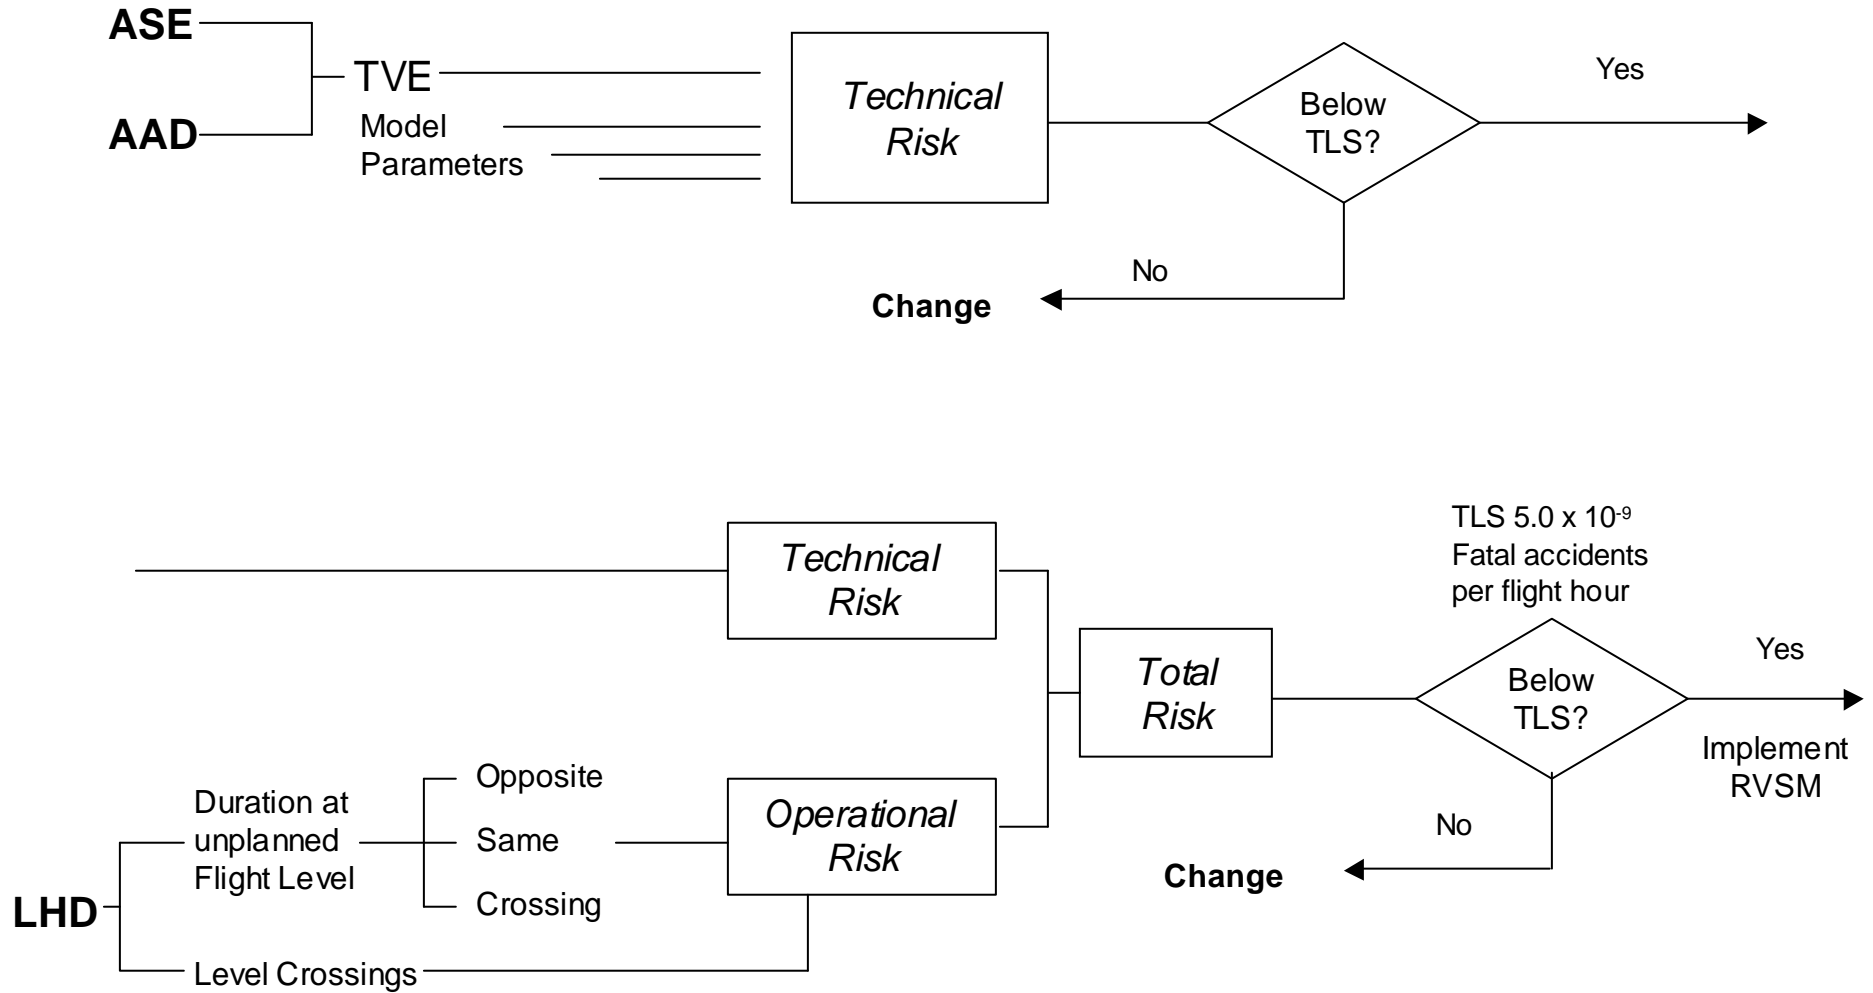 ASE
TVE
AAD
Model
Parameters
Technical
Risk
Below
TLS?
Yes
No
Change
TLS 5.0 x 10-9
Fatal accidents
per flight hour
Technical
Risk
Total
Risk
Below
TLS?
Yes
Implement
RVSM
No
Change
LHD
Duration at
unplanned
Flight Level
Opposite
Same
Crossing
Operational
Risk
Level Crossings